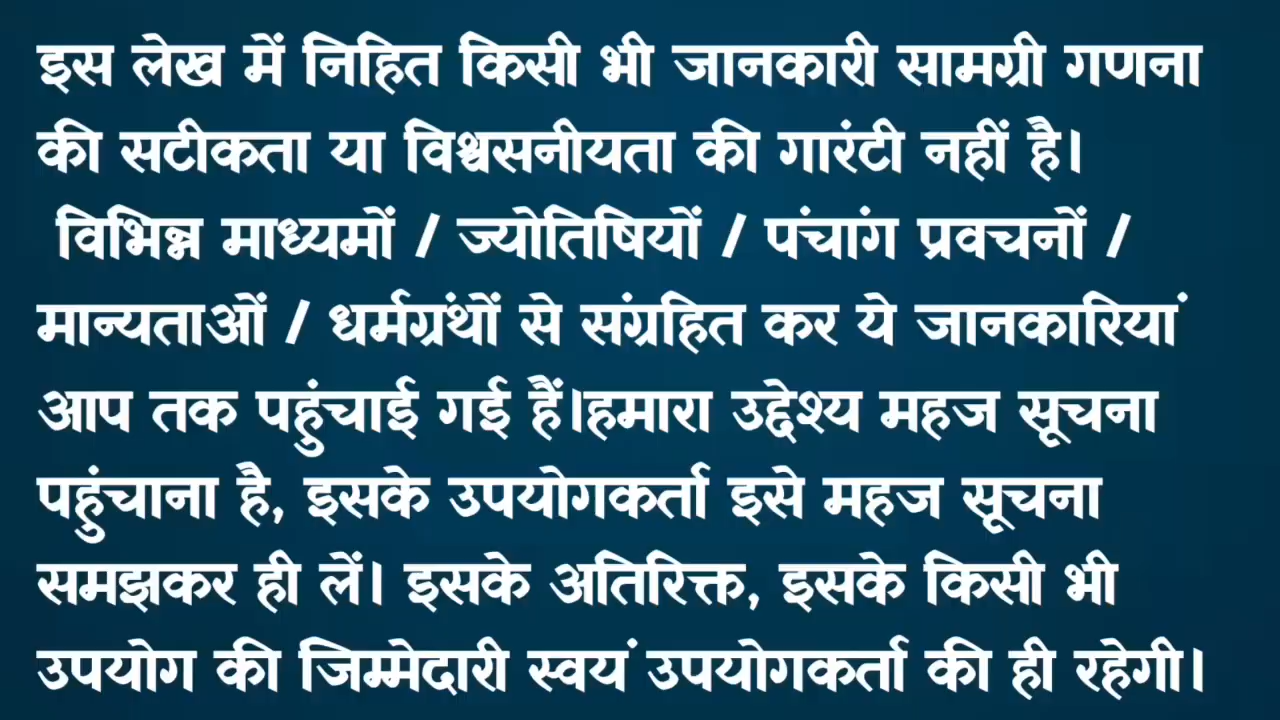 इस लेख में निहित किसी भी जानकारी सामग्री गणना
की सटीकता या विश्वसनीयता की गारंटी नहीं है।
विभिन्न माध्यमों / ज्योतिषियों / पंचांग प्रवचनों /
मान्यताओं / धर्मग्रंथों से संग्रहित कर ये जानकारियां
आप तक पहुंचाई गई हैं।हमारा उद्देश्य महज सूचना
पहुंचाना है, इसके उपयोगकर्ता इसे महज सूचना
समझकर ही लें। इसके अतिरिक्त, इसके किसी भी
उपयोग की जिम्मेदारी स्वयं उपयोगकर्ता की ही रहेगी।